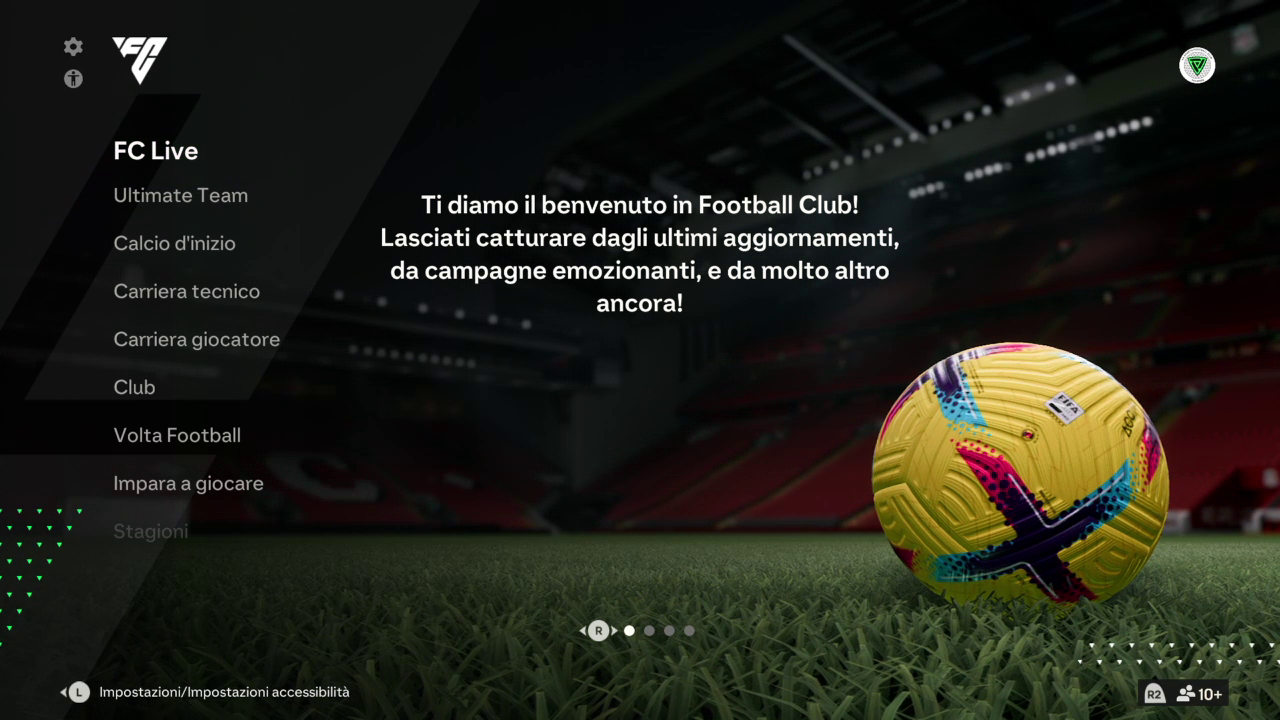 FC
FC Live
Ultimate Team
Calcio d'inizio
Carriera tecnico
Carriera giocatore
Club
Volta Football
Impara a giocare
Stagioni
Ti diamo il benvenuto in Football Club!
Lasciati catturare dagli ultimi aggiornamenti,
da campagne emozionanti, e da molto altro
ancora!
FIFA
R
L Impostazioni/Impostazioni accessibilità
R2 10+